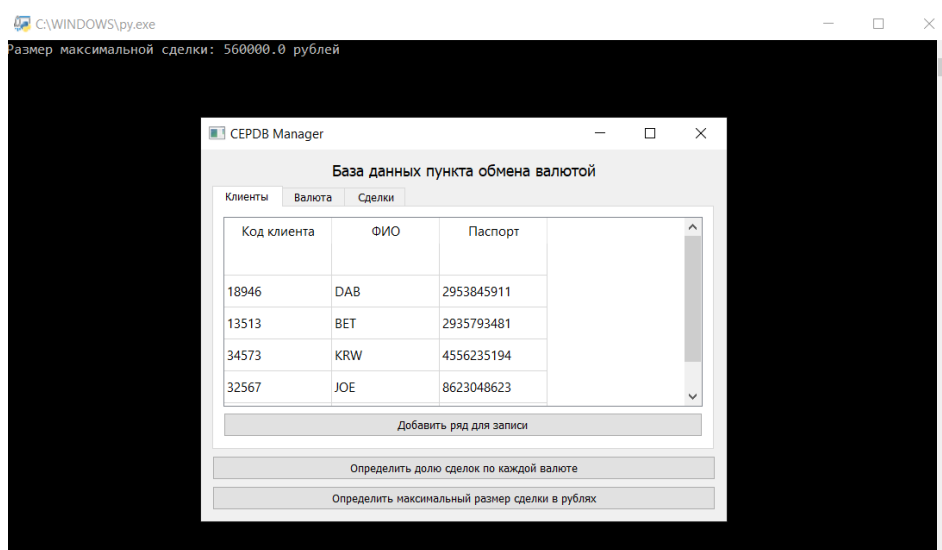 C:\WINDOWS\py.exe
Размер максимальной сделки: 560000.0 рублей
CEPDB Manager
База данных пункта обмена валютой
Клиенты Валюта Сделки
Код клиента ФИО Паспорт
18946 DAB 2953845911
13513 BET 2935793481
34573 KRW 4556235194
32567 JOE 8623048623
Добавить ряд для записи
Определить долю сделок по каждой валюте
Определить максимальный размер сделки в рублях